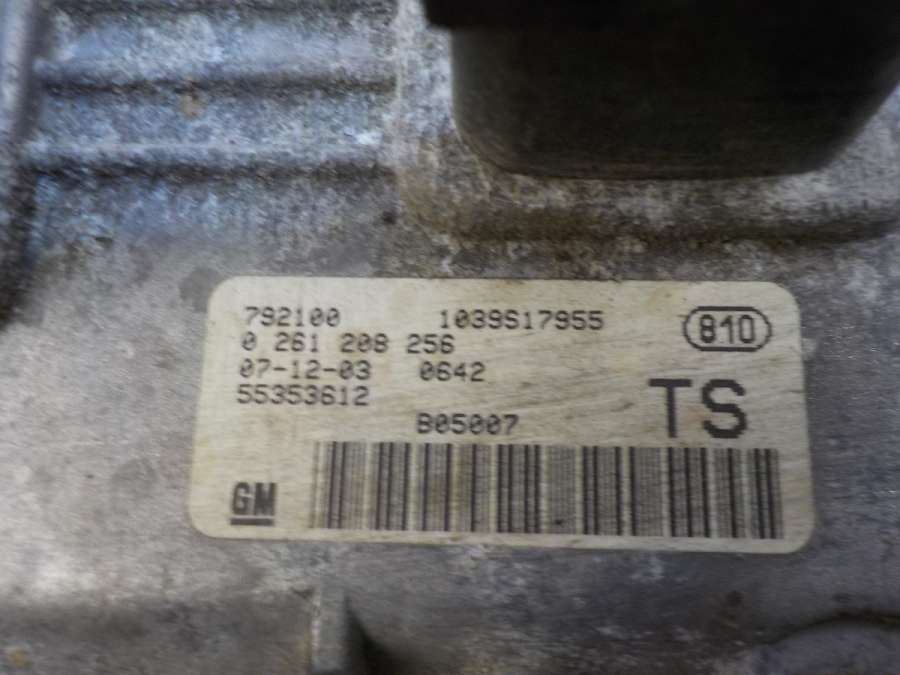 792100 1039S17955 810
0 261 208 256
07-12-03 0642
55353612 TS
B05007
GM